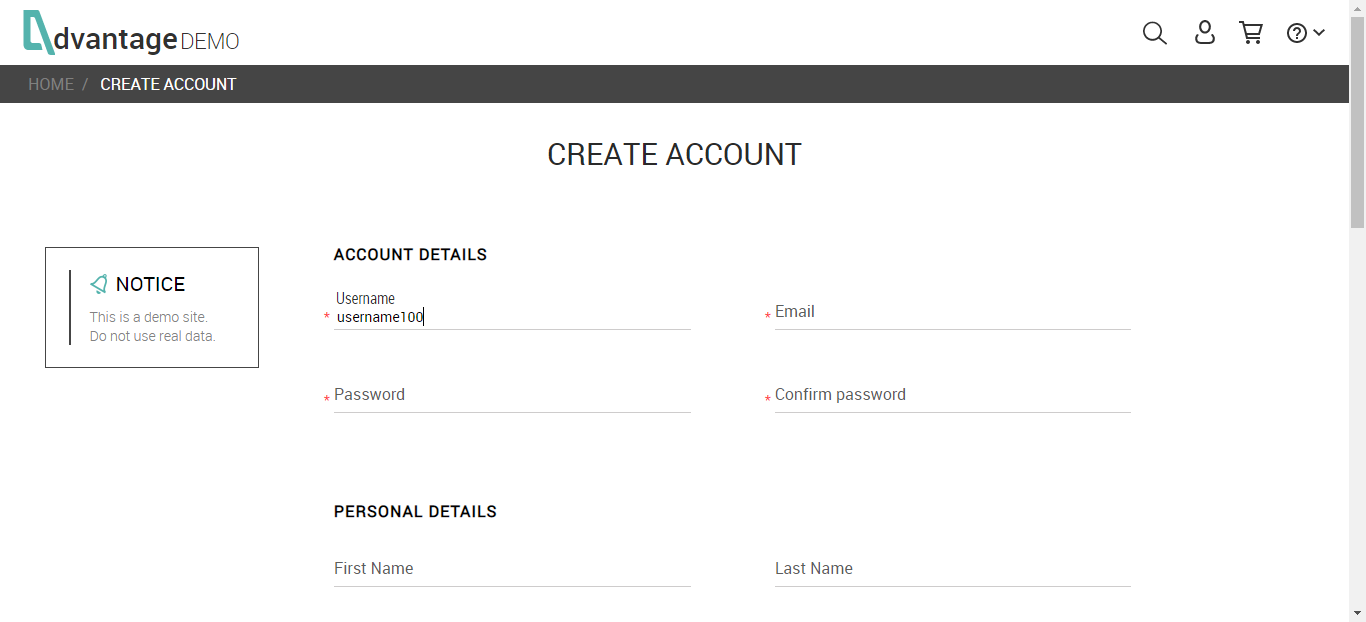 dvantage DEMO
HOME / CREATE ACCOUNT
CREATE ACCOUNT
NOTICE
This is a demo site.
Do not use real data.
ACCOUNT DETAILS
Username
* username100
* Email
* Password
* Confirm password
PERSONAL DETAILS
First Name
Last Name